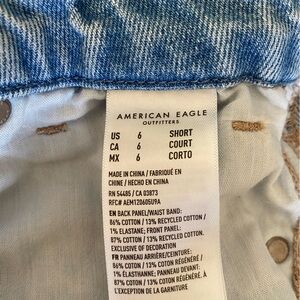 AMERICAN EAGLE
OUTFITTERS
US 6 SHORT
CA 6 COURT
MX 6 CORTO
MADE IN CHINA / FABRIQUÉ EN
CHINE / HECHO EN CHINA
RN 54485 / CA 03873
RFC# AEM120605U9A
EN BACK PANEL/WAIST BAND:
86% COTTON / 13% RECYCLED COTTON /
1% ELASTANE; FRONT PANEL:
87% COTTON / 13% RECYCLED COTTON.
EXCLUSIVE OF DECORATION
FR PANNEAU ARRIÈRE/CEINTURE:
86% COTON / 13% COTON RÉGÉNÉRÉ /
1% ÉLASTHANNE; PANNEAU DEVANT:
87% COTON / 13% COTON RÉGÉNÉRÉ. À
L'EXCEPTION DE LA GARNITURE